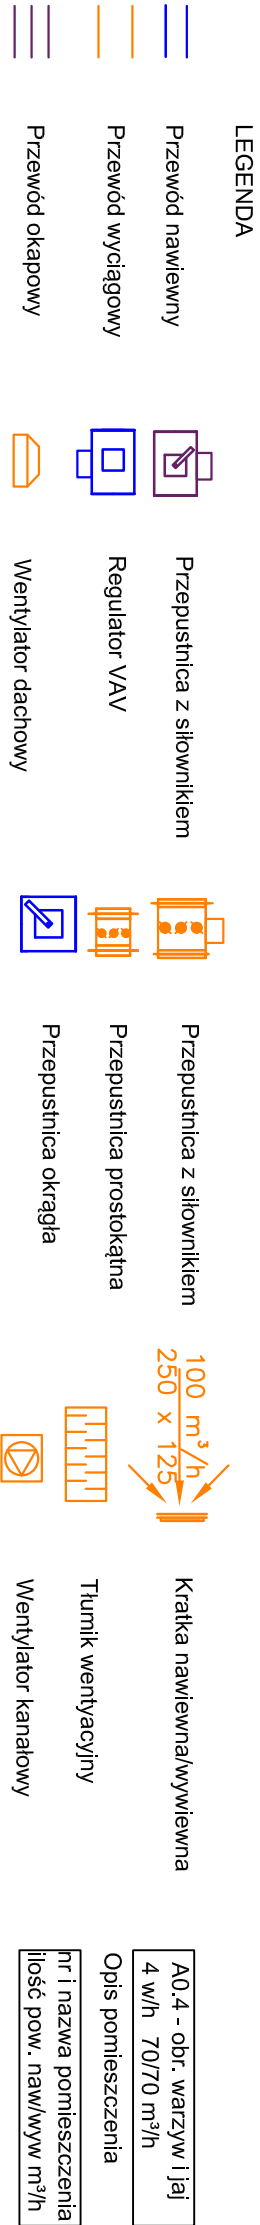 LEGENDA
Przewód nawiewny
Przewód wyciągowy
Przewód okapowy
Przepustnica z siłownikiem
Regulator VAV
Wentylator dachowy
Przepustnica z siłownikiem
Przepustnica prostokątna
Przepustnica okrągła
100 m³/h
250 x 125
Kratka nawiewna/wywiewna
Tłumik wentyacyjny
Wentylator kanałowy
A0.4 - obr. warzyw i jaj
4 w/h 70/70 m³/h
Opis pomieszczenia
nr i nazwa pomieszczenia
ilość pow. naw/wyw m³/h